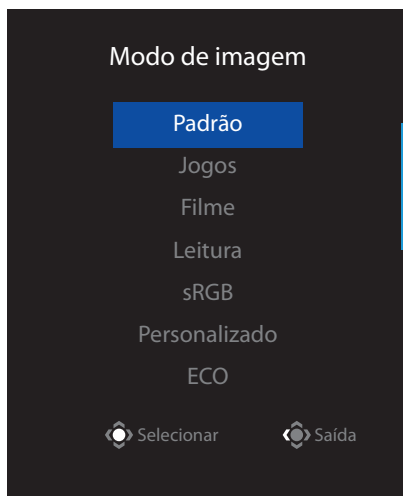 Modo de imagem
Padrão
Jogos
Filme
Leitura
sRGB
Personalizado
ECO
Selecionar Saída